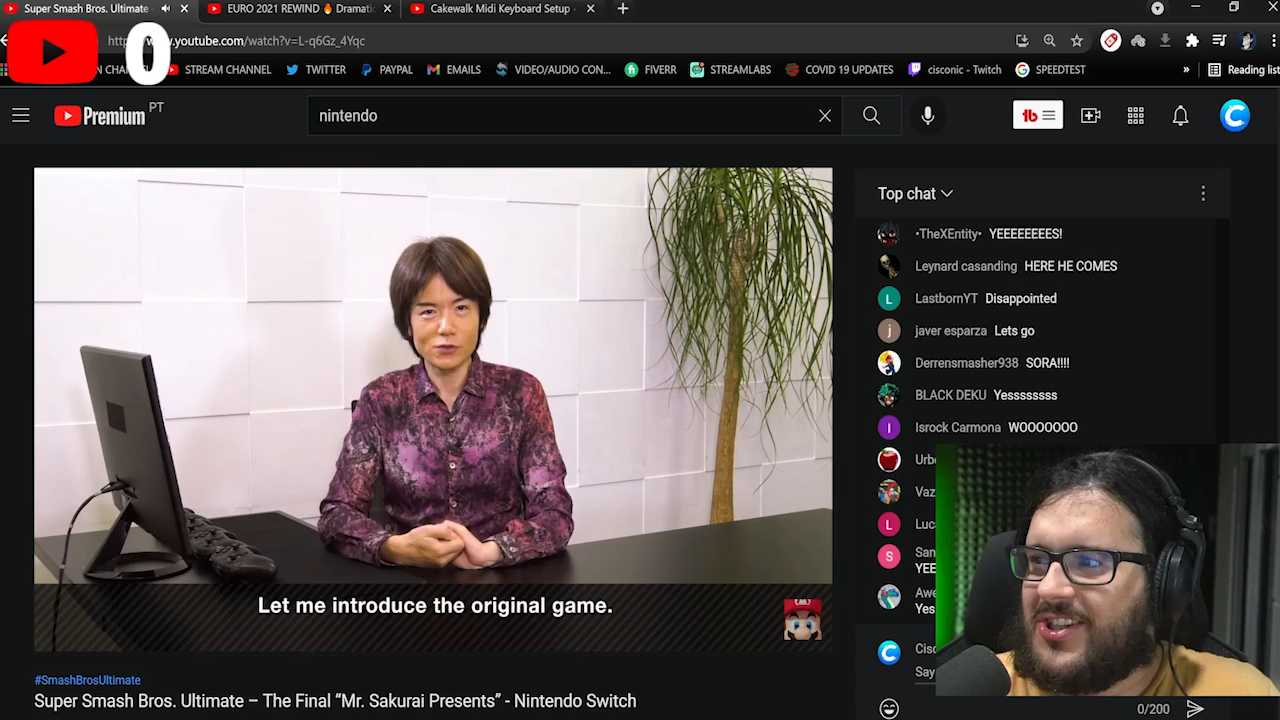 Super Smash Bros. Ultimate -
EURO 2021 REWIND 🔥 Dramatic
Cakewalk Midi Keyboard Setup -
0
.youtube.com/watch?v=L-q6Gz_4Yqc
STREAM CHANNEL
TWITTER
PAYPAL
EMAILS
VIDEO/AUDIO CON...
FIVERR
STREAMLABS
COVID 19 UPDATES
cisconic - Twitch
SPEEDTEST
»
Reading list
Premium PT
nintendo
Top chat
•TheXEntity• YEEEEEEEES!
Leynard casanding HERE HE COMES
LastbornYT Disappointed
javer esparza Lets go
Derrensmasher938 SORA!!!!
BLACK DEKU Yesssssssss
Isrock Carmona WOOOOOOO
Let me introduce the original game.
#SmashBrosUltimate
Super Smash Bros. Ultimate – The Final “Mr. Sakurai Presents” - Nintendo Switch
0/200